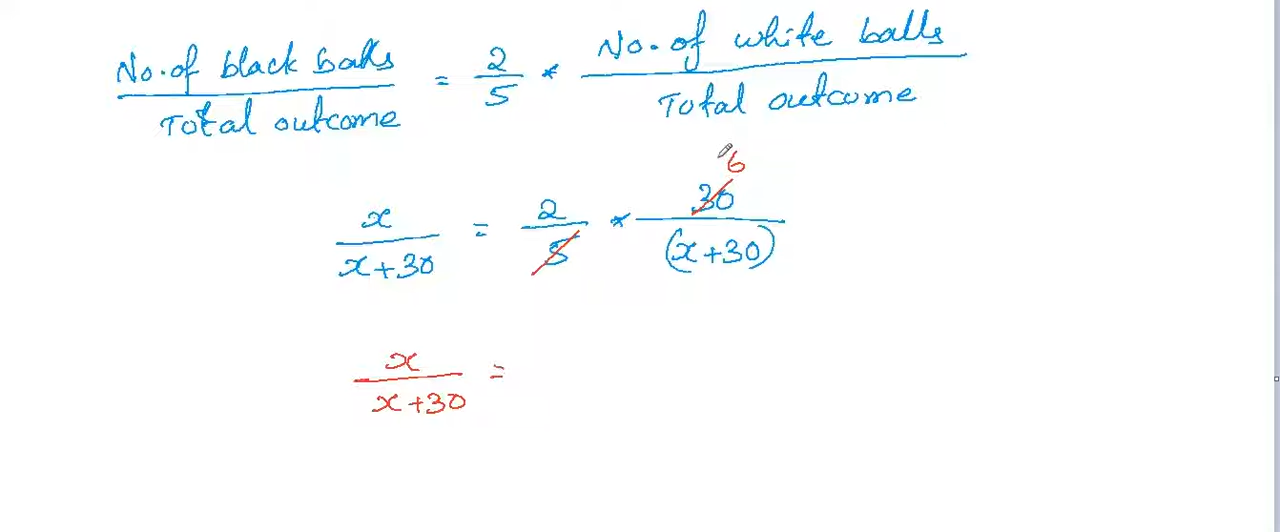 No. of black balls / Total outcome = 2/5 * No. of white balls / Total outcome
x/x+30 = 2/5 * 30/(x+30)
6
x/x+30 =